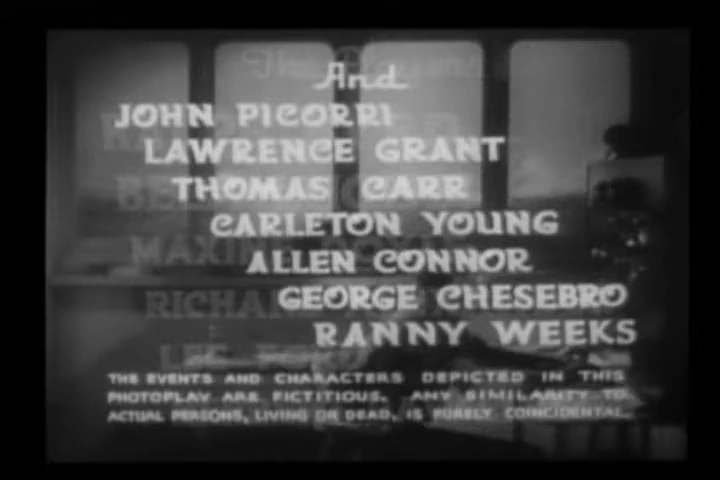 And
JOHN PICORRI
LAWRENCE GRANT
THOMAS CARR
CARLETON YOUNG
ALLEN CONNOR
GEORGE CHESEBRO
RANNY WEEKS
THE EVENTS AND CHARACTERS DEPICTED IN THIS
PHOTOPLAY ARE FICTITIOUS. ANY SIMILARITY TO
ACTUAL PERSONS, LIVING OR DEAD, IS PURELY COINCIDENTAL.